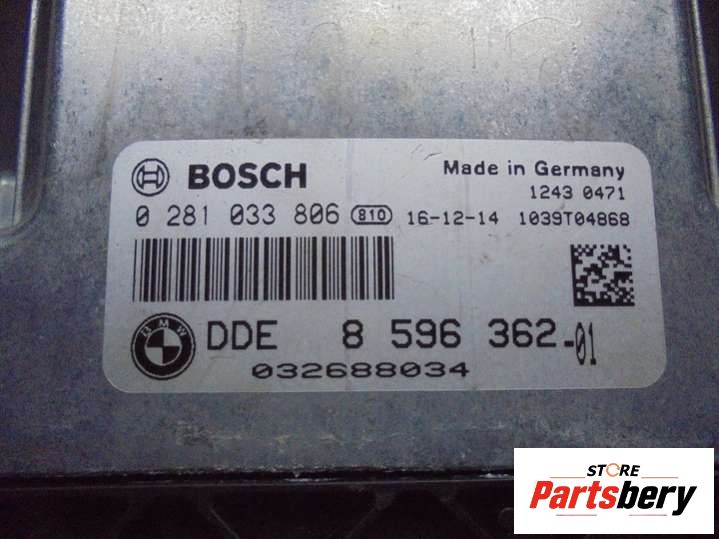 BOSCH
Made in Germany
1243 0471
0 281 033 806 810 16-12-14 1039T04868
BMW DDE 8 596 362-01
032688034
STORE
Partsbery